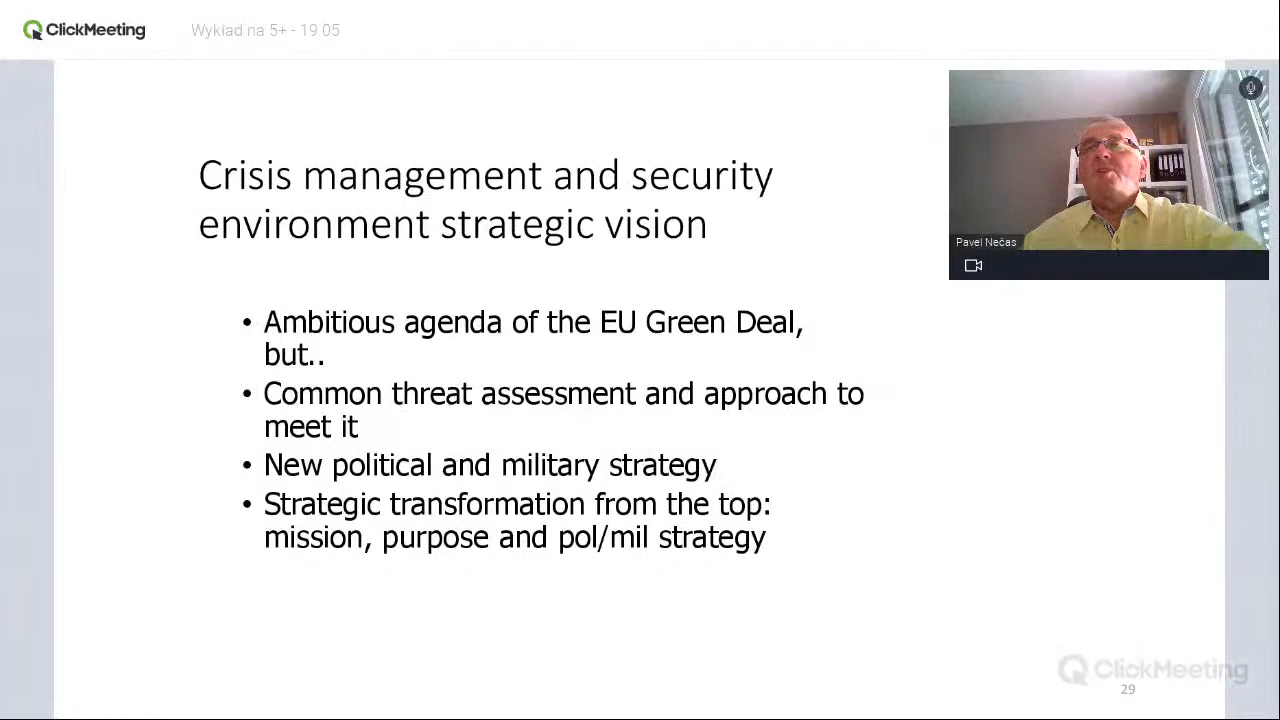 ClickMeeting
Wykład na 5+ - 19.05
Crisis management and security
environment strategic vision
• Ambitious agenda of the EU Green Deal,
but..
• Common threat assessment and approach to
meet it
• New political and military strategy
• Strategic transformation from the top:
mission, purpose and pol/mil strategy
Pavel Nečas
ClickMeeting
29